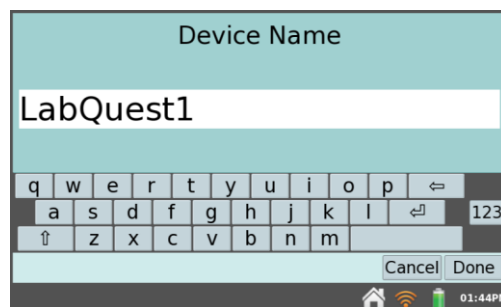 Device Name
LabQuest1
q w e r t y u i o p ⇦
a s d f g h j k l ⏎ 123
⇧ z x c v b n m
Cancel Done
01:44P